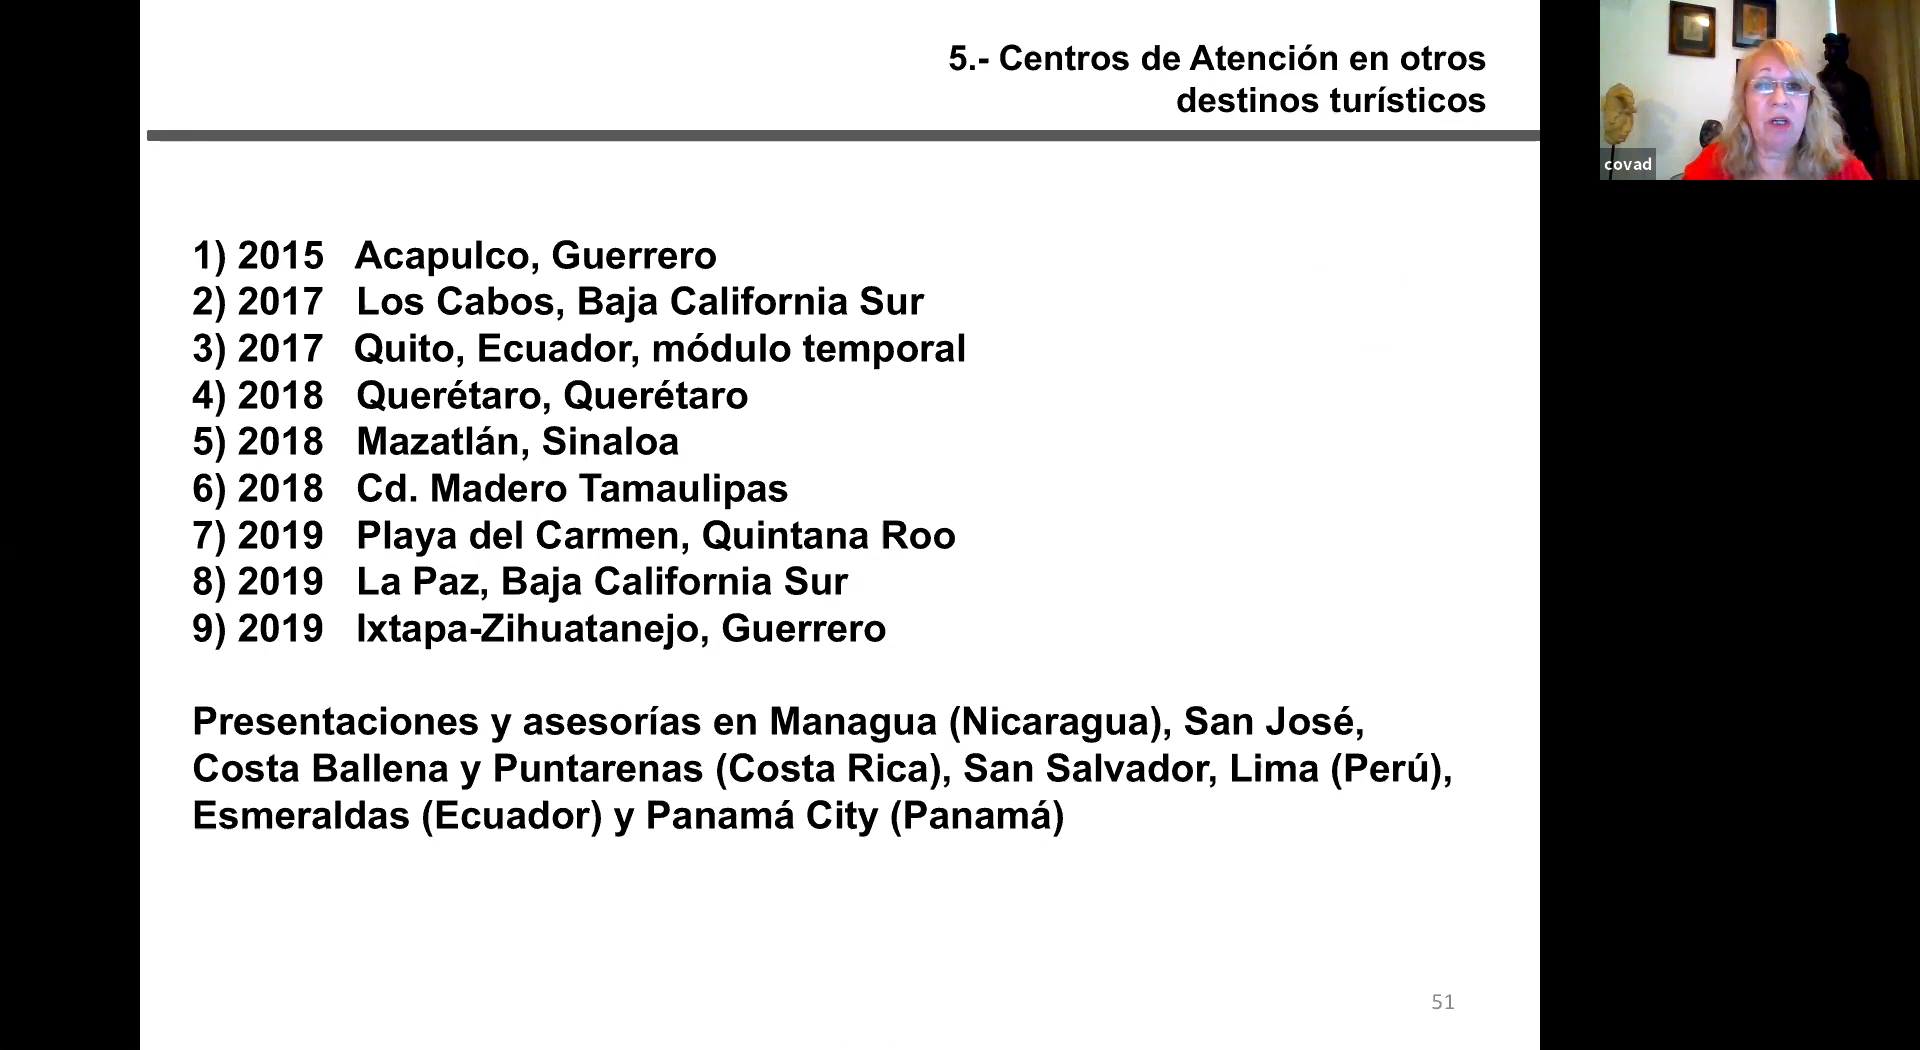 5.- Centros de Atención en otros
destinos turísticos
covad
1) 2015 Acapulco, Guerrero
2) 2017 Los Cabos, Baja California Sur
3) 2017 Quito, Ecuador, módulo temporal
4) 2018 Querétaro, Querétaro
5) 2018 Mazatlán, Sinaloa
6) 2018 Cd. Madero Tamaulipas
7) 2019 Playa del Carmen, Quintana Roo
8) 2019 La Paz, Baja California Sur
9) 2019 Ixtapa-Zihuatanejo, Guerrero
Presentaciones y asesorías en Managua (Nicaragua), San José,
Costa Ballena y Puntarenas (Costa Rica), San Salvador, Lima (Perú),
Esmeraldas (Ecuador) y Panamá City (Panamá)
51